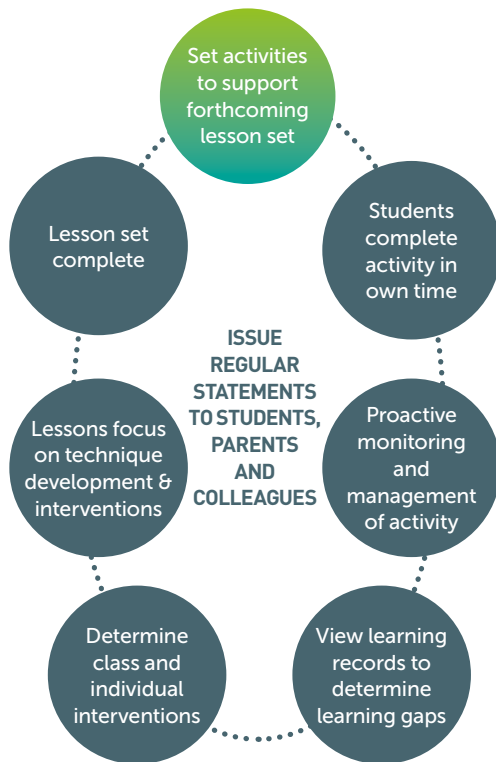 Set activities
to support
forthcoming
lesson set
Students
complete
activity in
own time
Proactive
monitoring
and
management
of activity
View learning
records to
determine
learning gaps
Determine
class and
individual
interventions
Lessons focus
on technique
development &
interventions
Lesson set
complete
ISSUE
REGULAR
STATEMENTS
TO STUDENTS,
PARENTS
AND
COLLEAGUES